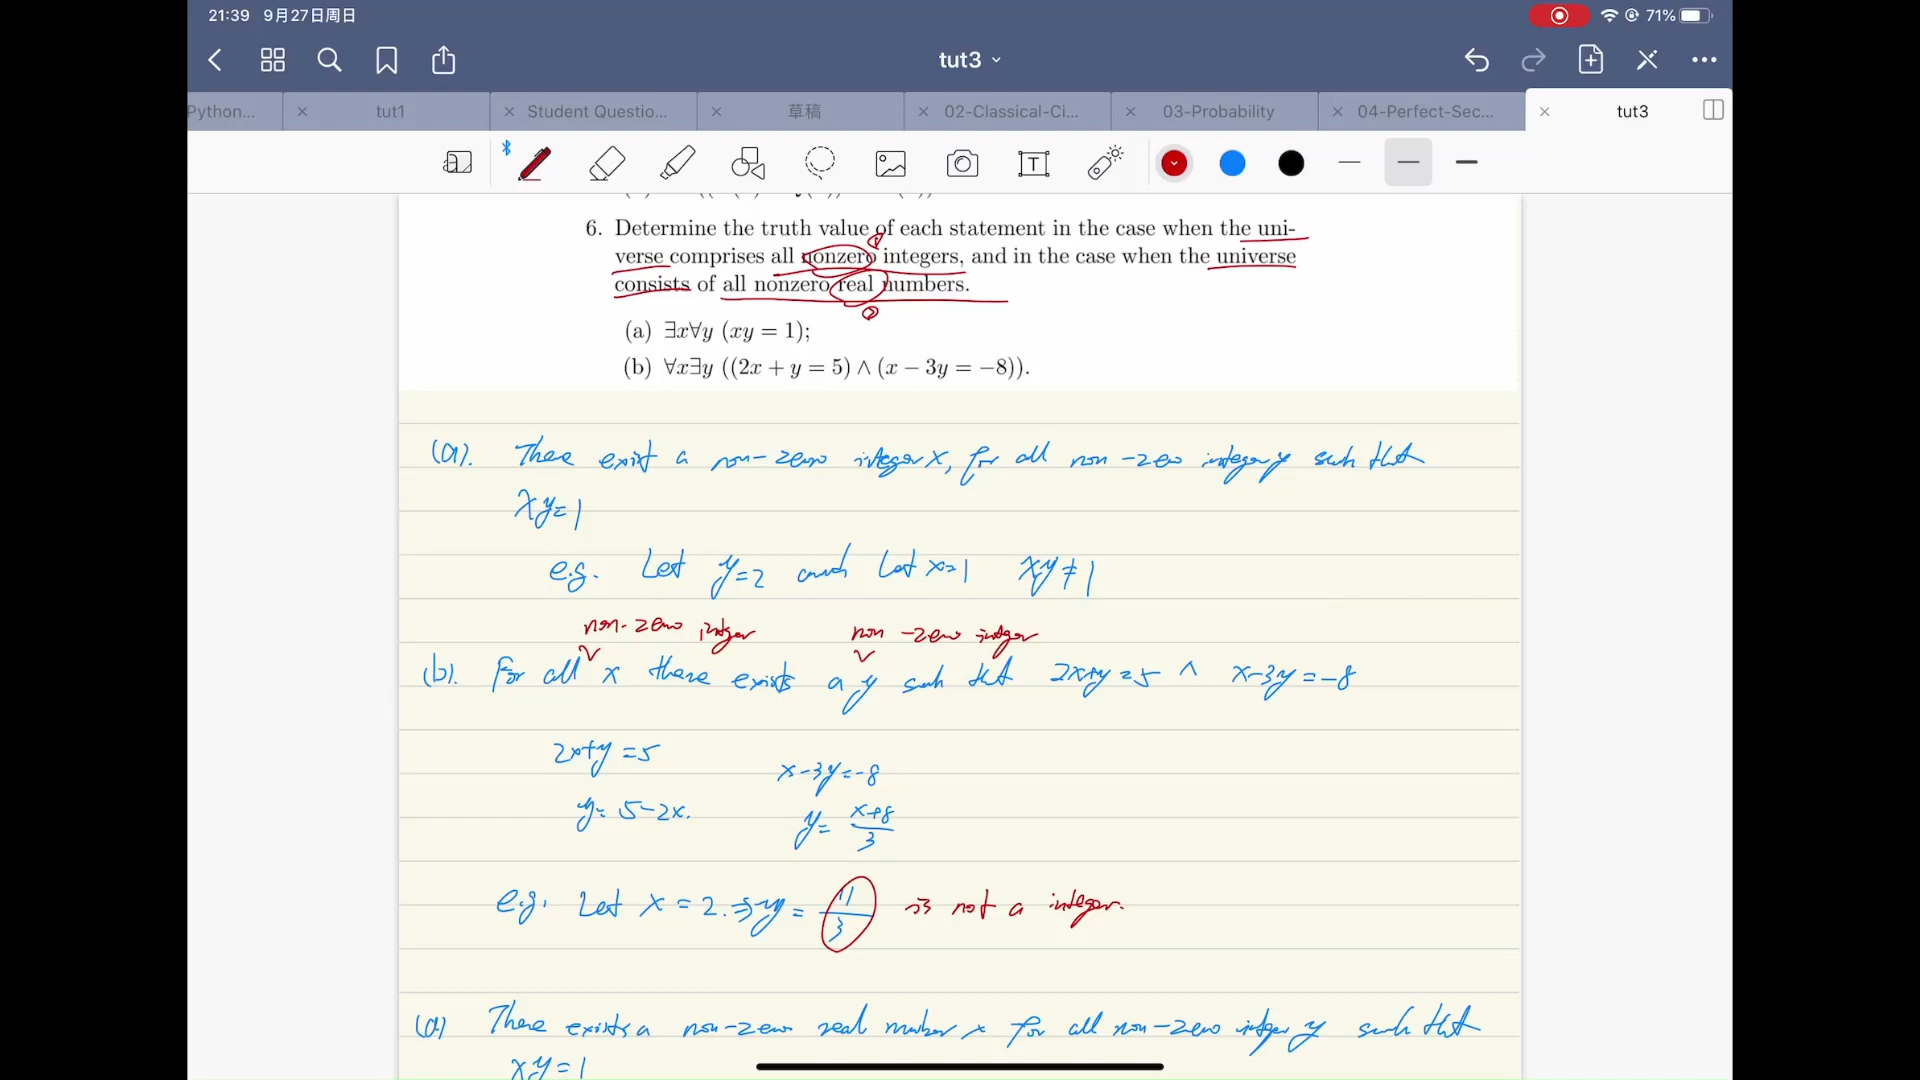 21:39 9月27日周日 71%
tut3
Python... tut1 Student Questio... 草稿 02-Classical-Ci... 03-Probability 04-Perfect-Sec... tut3
6. Determine the truth value of each statement in the case when the uni-
verse comprises all nonzero integers, and in the case when the universe
consists of all nonzero real numbers.
(a) ∃x∀y (xy = 1);
(b) ∀x∃y ((2x + y = 5) ∧ (x − 3y = −8)).
(a). There exist a non-zero integer x, for all non-zero integer y such that
xy=1
e.g. Let y=2 and let x=1 xy≠1
non-zero integer non-zero integer
(b). For all x there exists a y such that 2x+y=5 ∧ x-3y=-8
2x+y=5
x-3y=-8
y=5-2x.
y= x+8/3
e.g. Let x=2. ⇒ y= 11/3 is not a integer.
(a) There exists a non-zero real number x for all non-zero integer y such that
xy=1